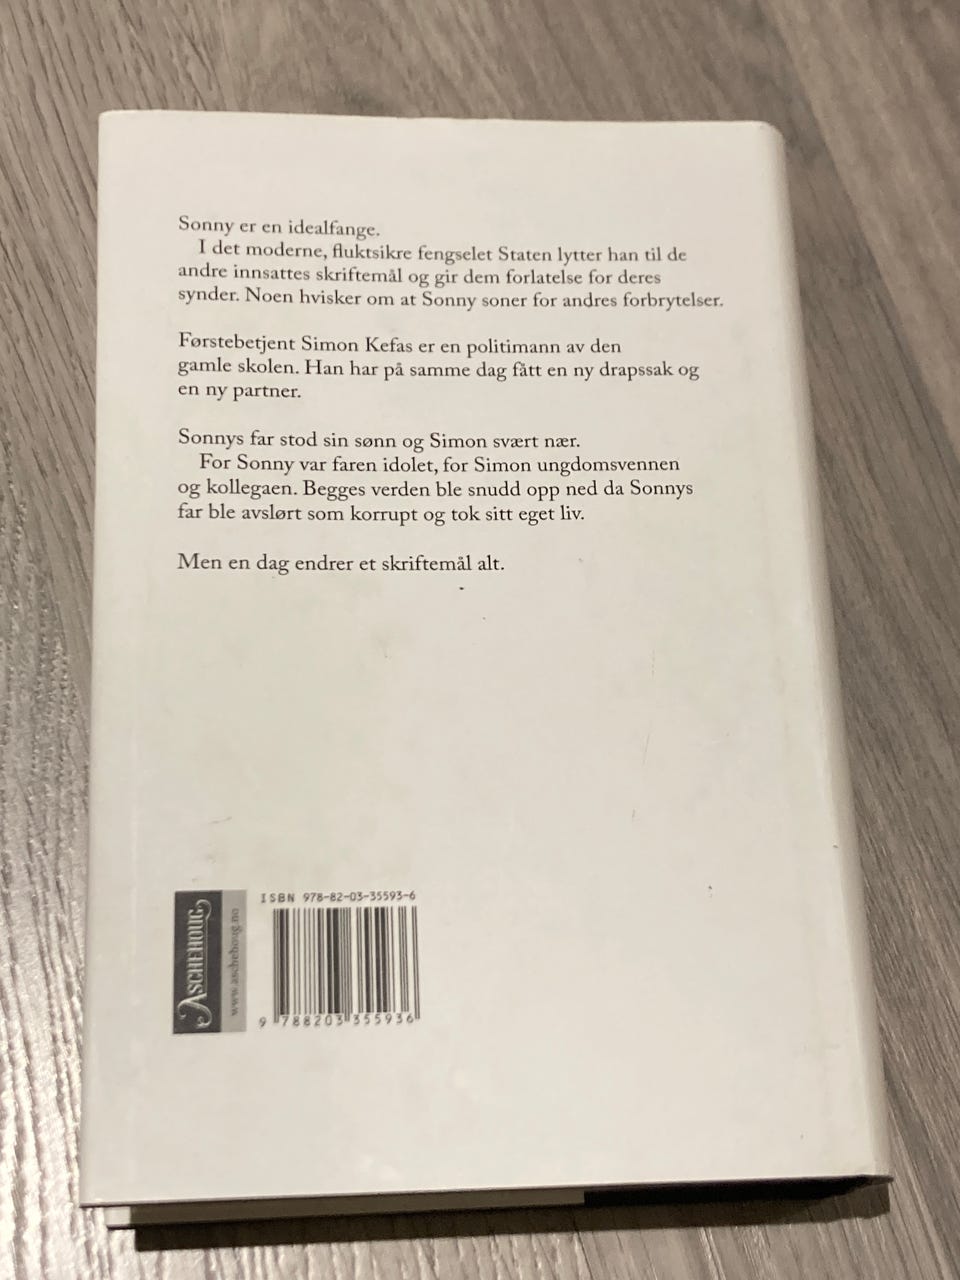 Sonny er en idealfange.
I det moderne, fluktsikre fengselet Staten lytter han til de
andre innsattes skriftemål og gir dem forlatelse for deres
synder. Noen hvisker om at Sonny soner for andres forbrytelser.
Førstebetjent Simon Kefas er en politimann av den
gamle skolen. Han har på samme dag fått en ny drapssak og
en ny partner.
Sonnys far stod sin sønn og Simon svært nær.
For Sonny var faren idolet, for Simon ungdomsvennen
og kollegaen. Begges verden ble snudd opp ned da Sonnys
far ble avslørt som korrupt og tok sitt eget liv.
Men en dag endrer et skriftemål alt.
ISBN 978-82-03-35593-6
ASCHEHOUG
www.aschehoug.no
9 788203 355936